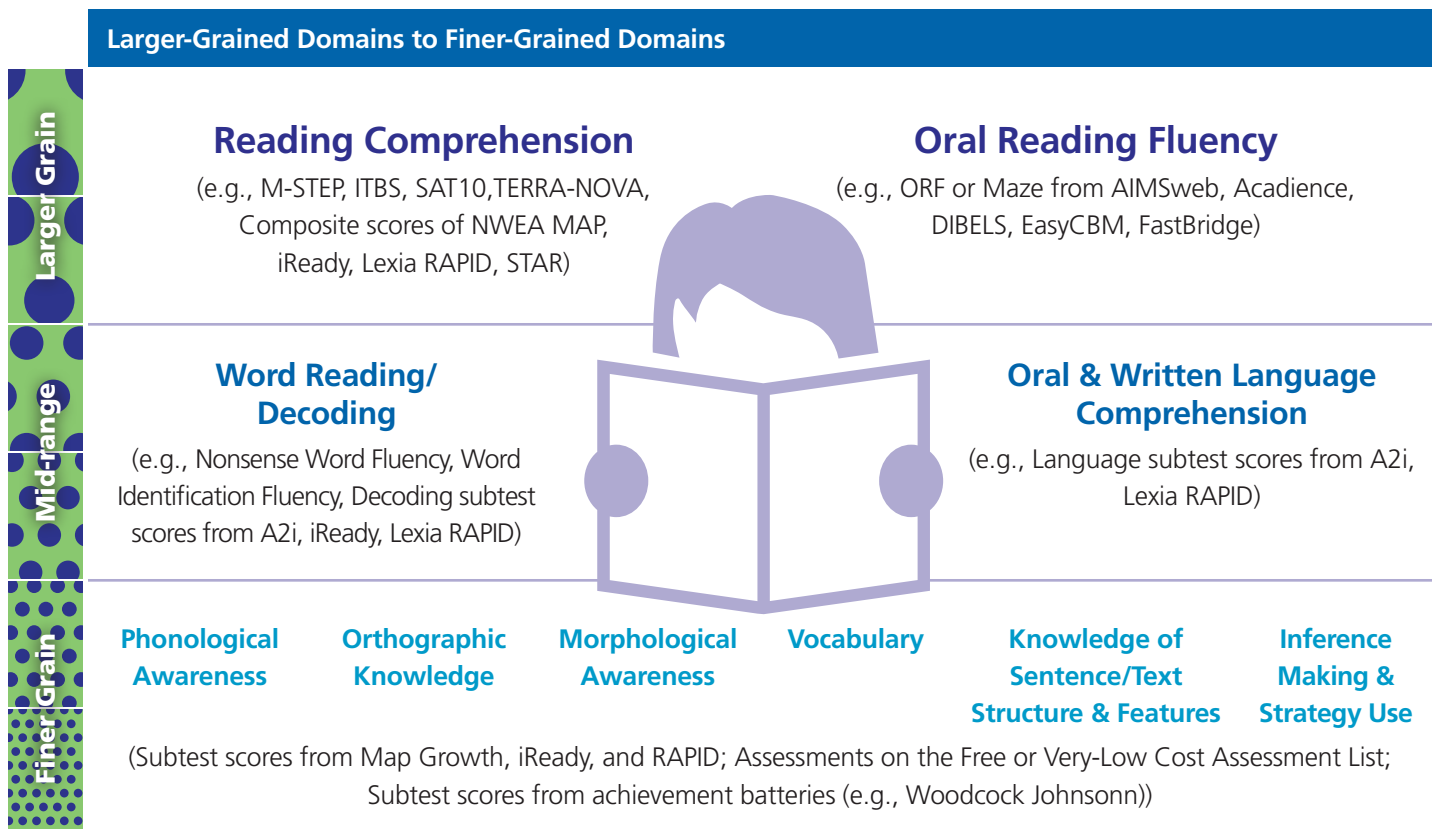 Larger-Grained Domains to Finer-Grained Domains
Larger Grain
Reading Comprehension
(e.g., M-STEP, ITBS, SAT10,TERRA-NOVA,
Composite scores of NWEA MAP,
iReady, Lexia RAPID, STAR)
Oral Reading Fluency
(e.g., ORF or Maze from AIMSweb, Acadience,
DIBELS, EasyCBM, FastBridge)
Mid-range
Word Reading/
Decoding
(e.g., Nonsense Word Fluency, Word
Identification Fluency, Decoding subtest
scores from A2i, iReady, Lexia RAPID)
Oral & Written Language
Comprehension
(e.g., Language subtest scores from A2i,
Lexia RAPID)
Finer Grain
Phonological
Awareness
Orthographic
Knowledge
Morphological
Awareness
Vocabulary
Knowledge of
Sentence/Text
Structure & Features
Inference
Making &
Strategy Use
(Subtest scores from Map Growth, iReady, and RAPID; Assessments on the Free or Very-Low Cost Assessment List;
Subtest scores from achievement batteries (e.g., Woodcock Johnsonn))